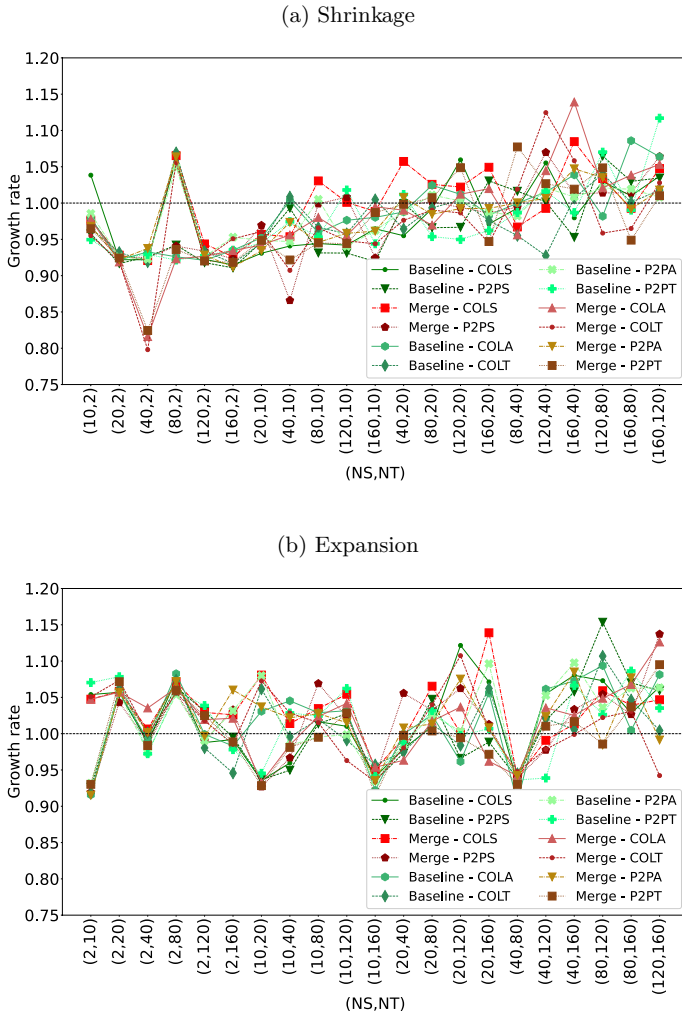 (a) Shrinkage
1.20
1.15
1.10
1.05
1.00
0.95
0.90
0.85
0.80
0.75
Growth rate
Baseline - COLS
Baseline - P2PS
Merge - COLS
Merge - P2PS
Baseline - COLA
Baseline - COLT
Baseline - P2PA
Baseline - P2PT
Merge - COLA
Merge - COLT
Merge - P2PA
Merge - P2PT
(10,2)
(20,2)
(40,2)
(80,2)
(120,2)
(160,2)
(20,10)
(40,10)
(80,10)
(120,10)
(160,10)
(40,20)
(80,20)
(120,20)
(160,20)
(80,40)
(120,40)
(160,40)
(120,80)
(160,80)
(160,120)
(NS,NT)
(b) Expansion
1.20
1.15
1.10
1.05
1.00
0.95
0.90
0.85
0.80
0.75
Growth rate
Baseline - COLS
Baseline - P2PS
Merge - COLS
Merge - P2PS
Baseline - COLA
Baseline - COLT
Baseline - P2PA
Baseline - P2PT
Merge - COLA
Merge - COLT
Merge - P2PA
Merge - P2PT
(2,10)
(2,20)
(2,40)
(2,80)
(2,120)
(2,160)
(10,20)
(10,40)
(10,80)
(10,120)
(10,160)
(20,40)
(20,80)
(20,120)
(20,160)
(40,80)
(40,120)
(40,160)
(80,120)
(80,160)
(120,160)
(NS,NT)